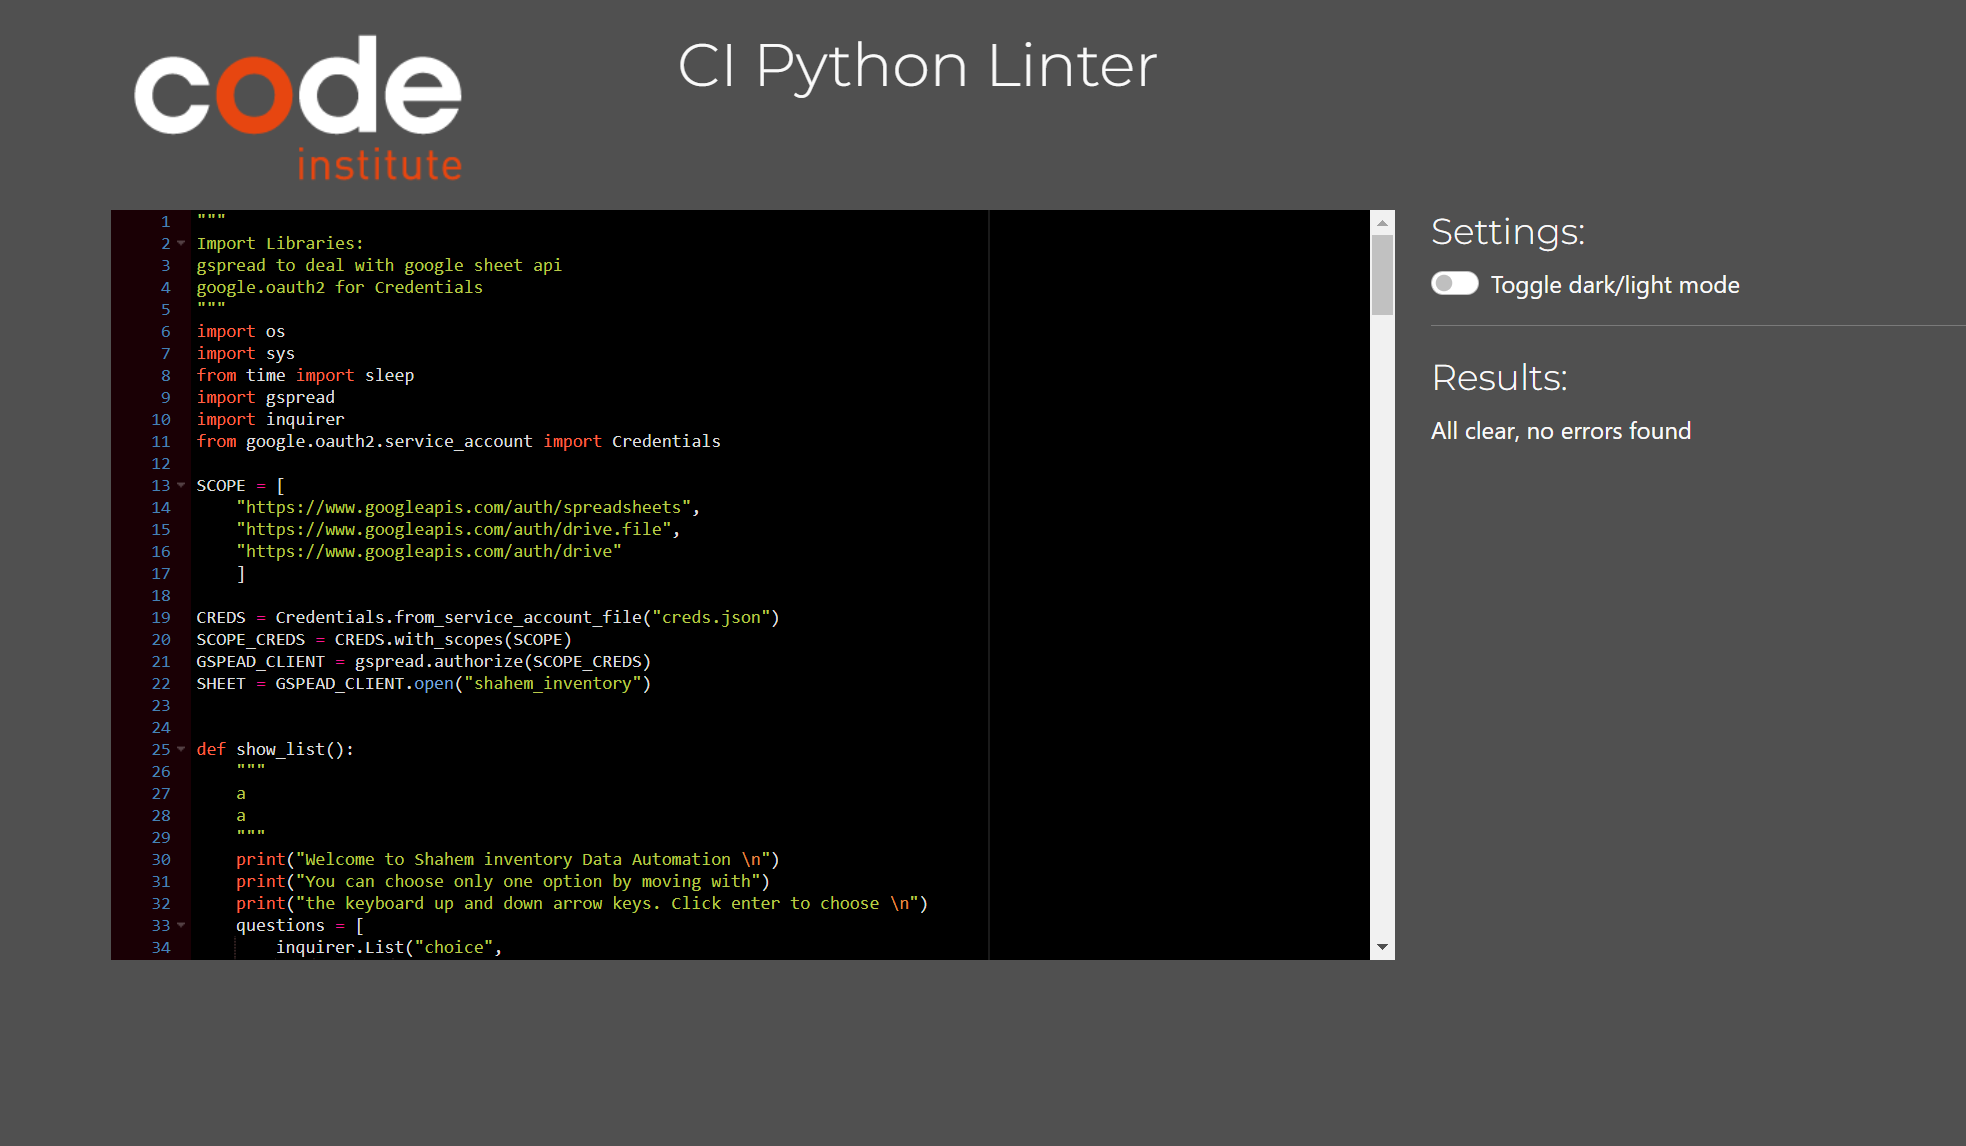 code
institute
CI Python Linter
1 """
2 Import Libraries:
3 gspread to deal with google sheet api
4 google.oauth2 for Credentials
5 """
6 import os
7 import sys
8 from time import sleep
9 import gspread
10 import inquirer
11 from google.oauth2.service_account import Credentials
12
13 SCOPE = [
14     "https://www.googleapis.com/auth/spreadsheets",
15     "https://www.googleapis.com/auth/drive.file",
16     "https://www.googleapis.com/auth/drive"
17     ]
18
19 CREDS = Credentials.from_service_account_file("creds.json")
20 SCOPE_CREDS = CREDS.with_scopes(SCOPE)
21 GSPEAD_CLIENT = gspread.authorize(SCOPE_CREDS)
22 SHEET = GSPEAD_CLIENT.open("shahem_inventory")
23
24
25 def show_list():
26     """
27     a
28     a
29     """
30     print("Welcome to Shahem inventory Data Automation \n")
31     print("You can choose only one option by moving with")
32     print("the keyboard up and down arrow keys. Click enter to choose \n")
33     questions = [
34         inquirer.List("choice",
Settings:
Toggle dark/light mode
Results:
All clear, no errors found